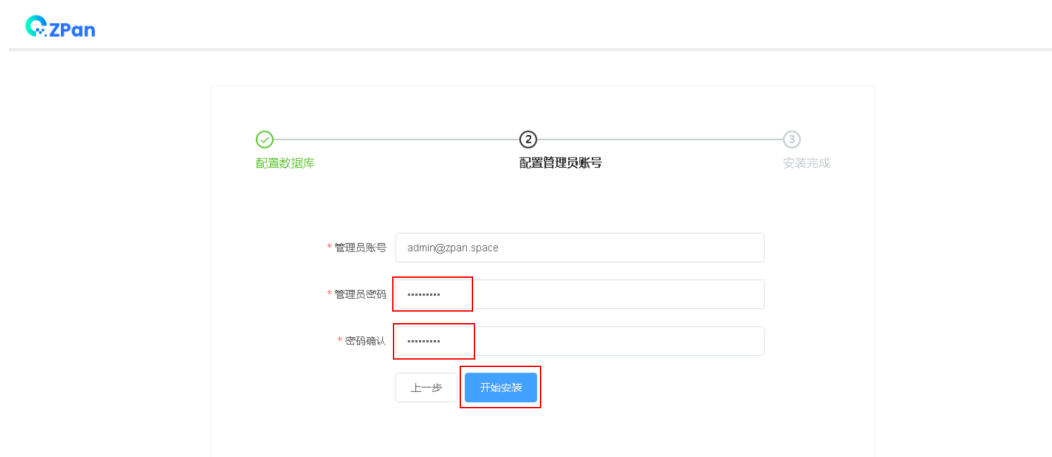 ZPan
2
3
配置数据库
配置管理员账号
安装完成
* 管理员账号
admin@zpan.space
* 管理员密码
•••••••••
* 密码确认
•••••••••
上一步
开始安装